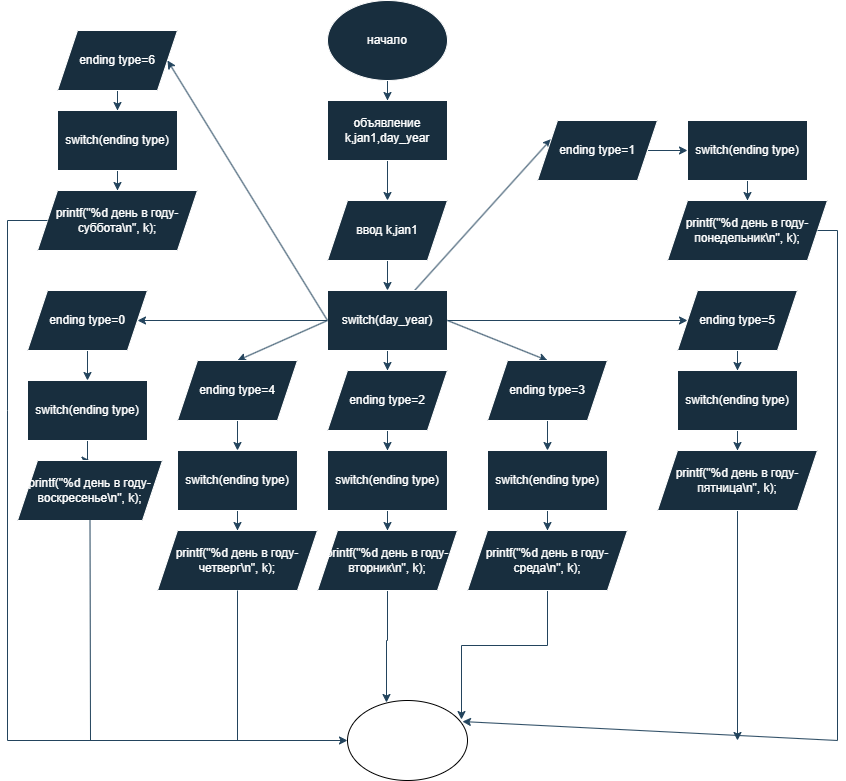 начало
объявление
k,jan1,day_year
ввод k,jan1
switch(day_year)
ending type=6
switch(ending type)
printf("%d день в году-
суббота\n", k);
ending type=1
switch(ending type)
printf("%d день в году-
понедельник\n", k);
ending type=0
switch(ending type)
printf("%d день в году-
воскресенье\n", k);
ending type=4
switch(ending type)
printf("%d день в году-
четверг\n", k);
ending type=2
switch(ending type)
printf("%d день в году-
вторник\n", k);
ending type=3
switch(ending type)
printf("%d день в году-
среда\n", k);
ending type=5
switch(ending type)
printf("%d день в году-
пятница\n", k);